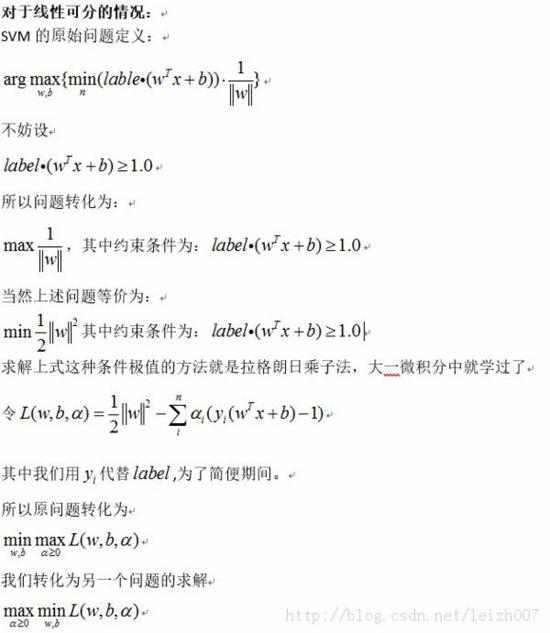 对于线性可分的情况：
SVM 的原始问题定义：
arg max_{w,b} {min_n (lable•(w^T x + b))·1/‖w‖}
不妨设
label•(w^T x + b) ≥ 1.0
所以问题转化为：
max 1/‖w‖，其中约束条件为：label•(w^T x + b) ≥ 1.0
当然上述问题等价为：
min 1/2‖w‖² 其中约束条件为：label•(w^T x + b) ≥ 1.0
求解上式这种条件极值的方法就是拉格朗日乘子法，大一微积分中就学过了
令 L(w,b,α) = 1/2‖w‖² − ∑_i^n α_i(y_i(w^T x + b) − 1)
其中我们用 y_i 代替 label ,为了简便期间。
所以原问题转化为
min_{w,b} max_{α≥0} L(w,b,α)
我们转化为另一个问题的求解
max_{α≥0} min_{w,b} L(w,b,α)
http://blog.csdn.net/leizh007